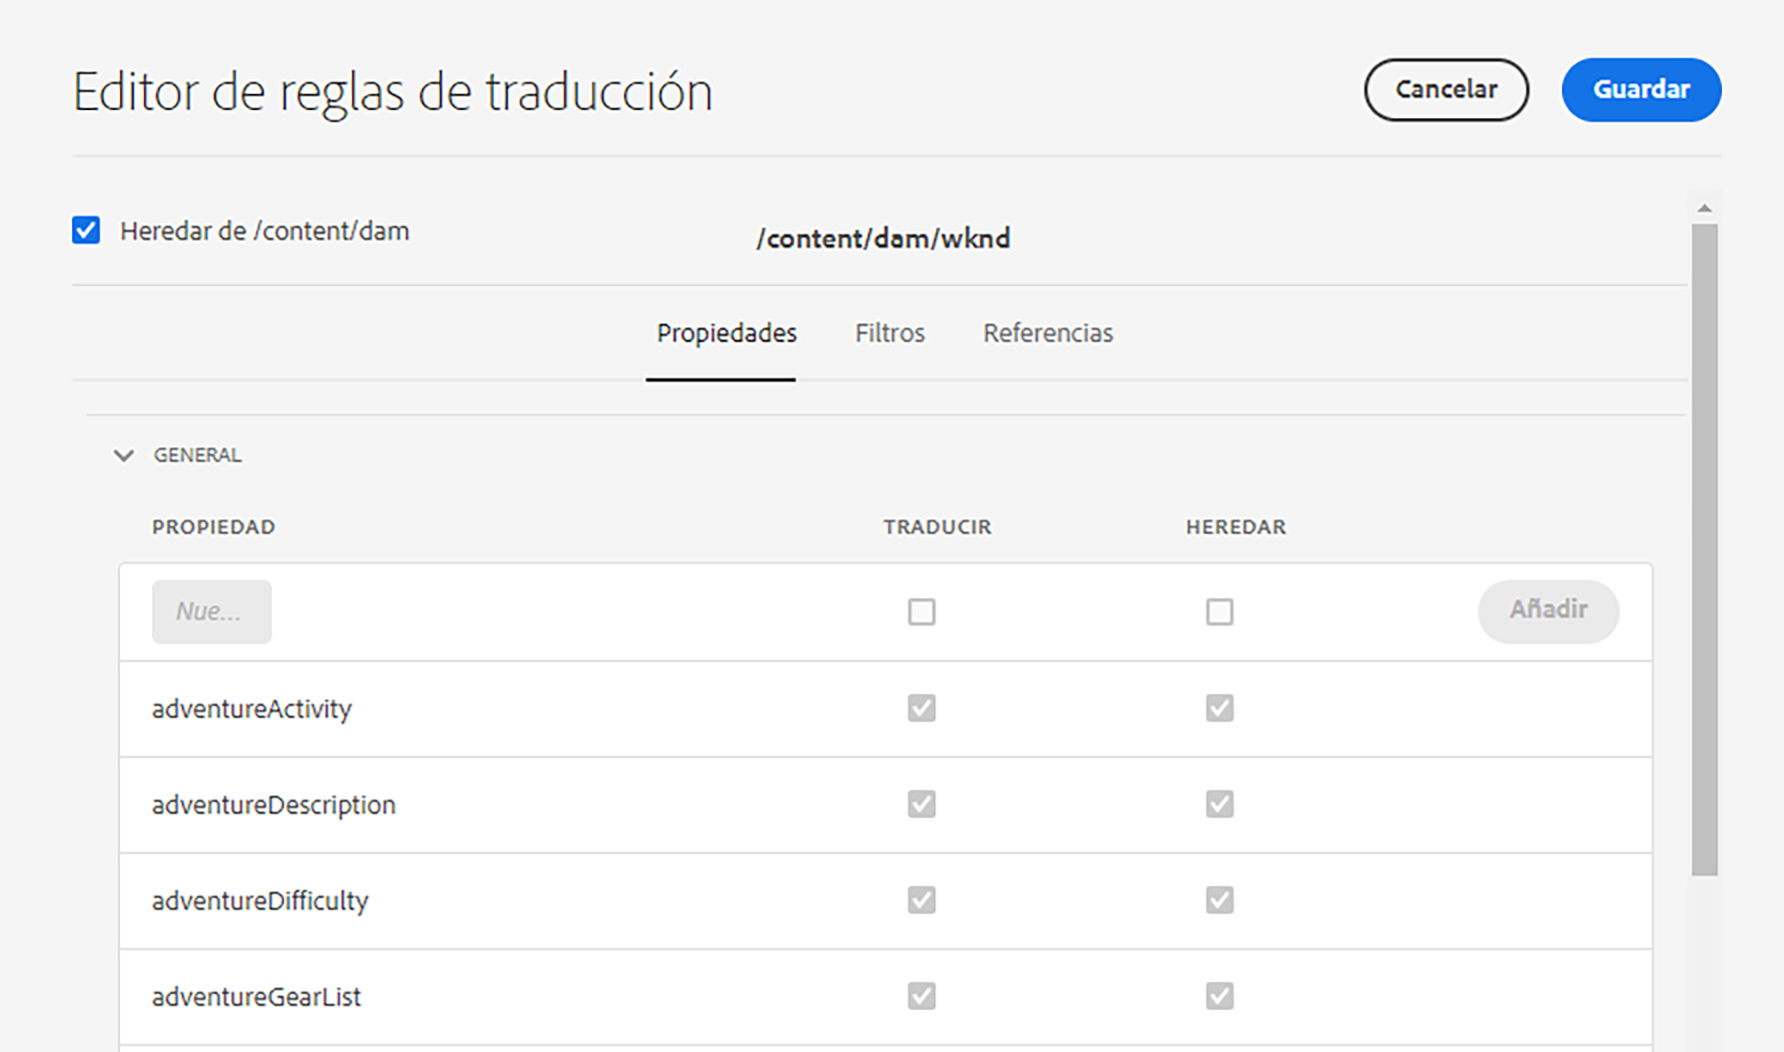 Editor de reglas de traducción
Cancelar
Guardar
Heredar de /content/dam
/content/dam/wknd
Propiedades
Filtros
Referencias
GENERAL
PROPIEDAD
TRADUCIR
HEREDAR
Nue...
Añadir
adventureActivity
adventureDescription
adventureDifficulty
adventureGearList